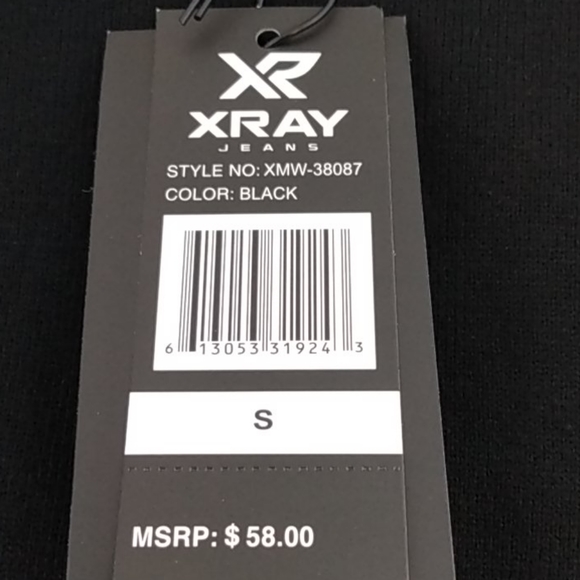 XR
XRAY
JEANS
STYLE NO: XMW-38087
COLOR: BLACK
6 13053 31924 3
S
MSRP: $ 58.00